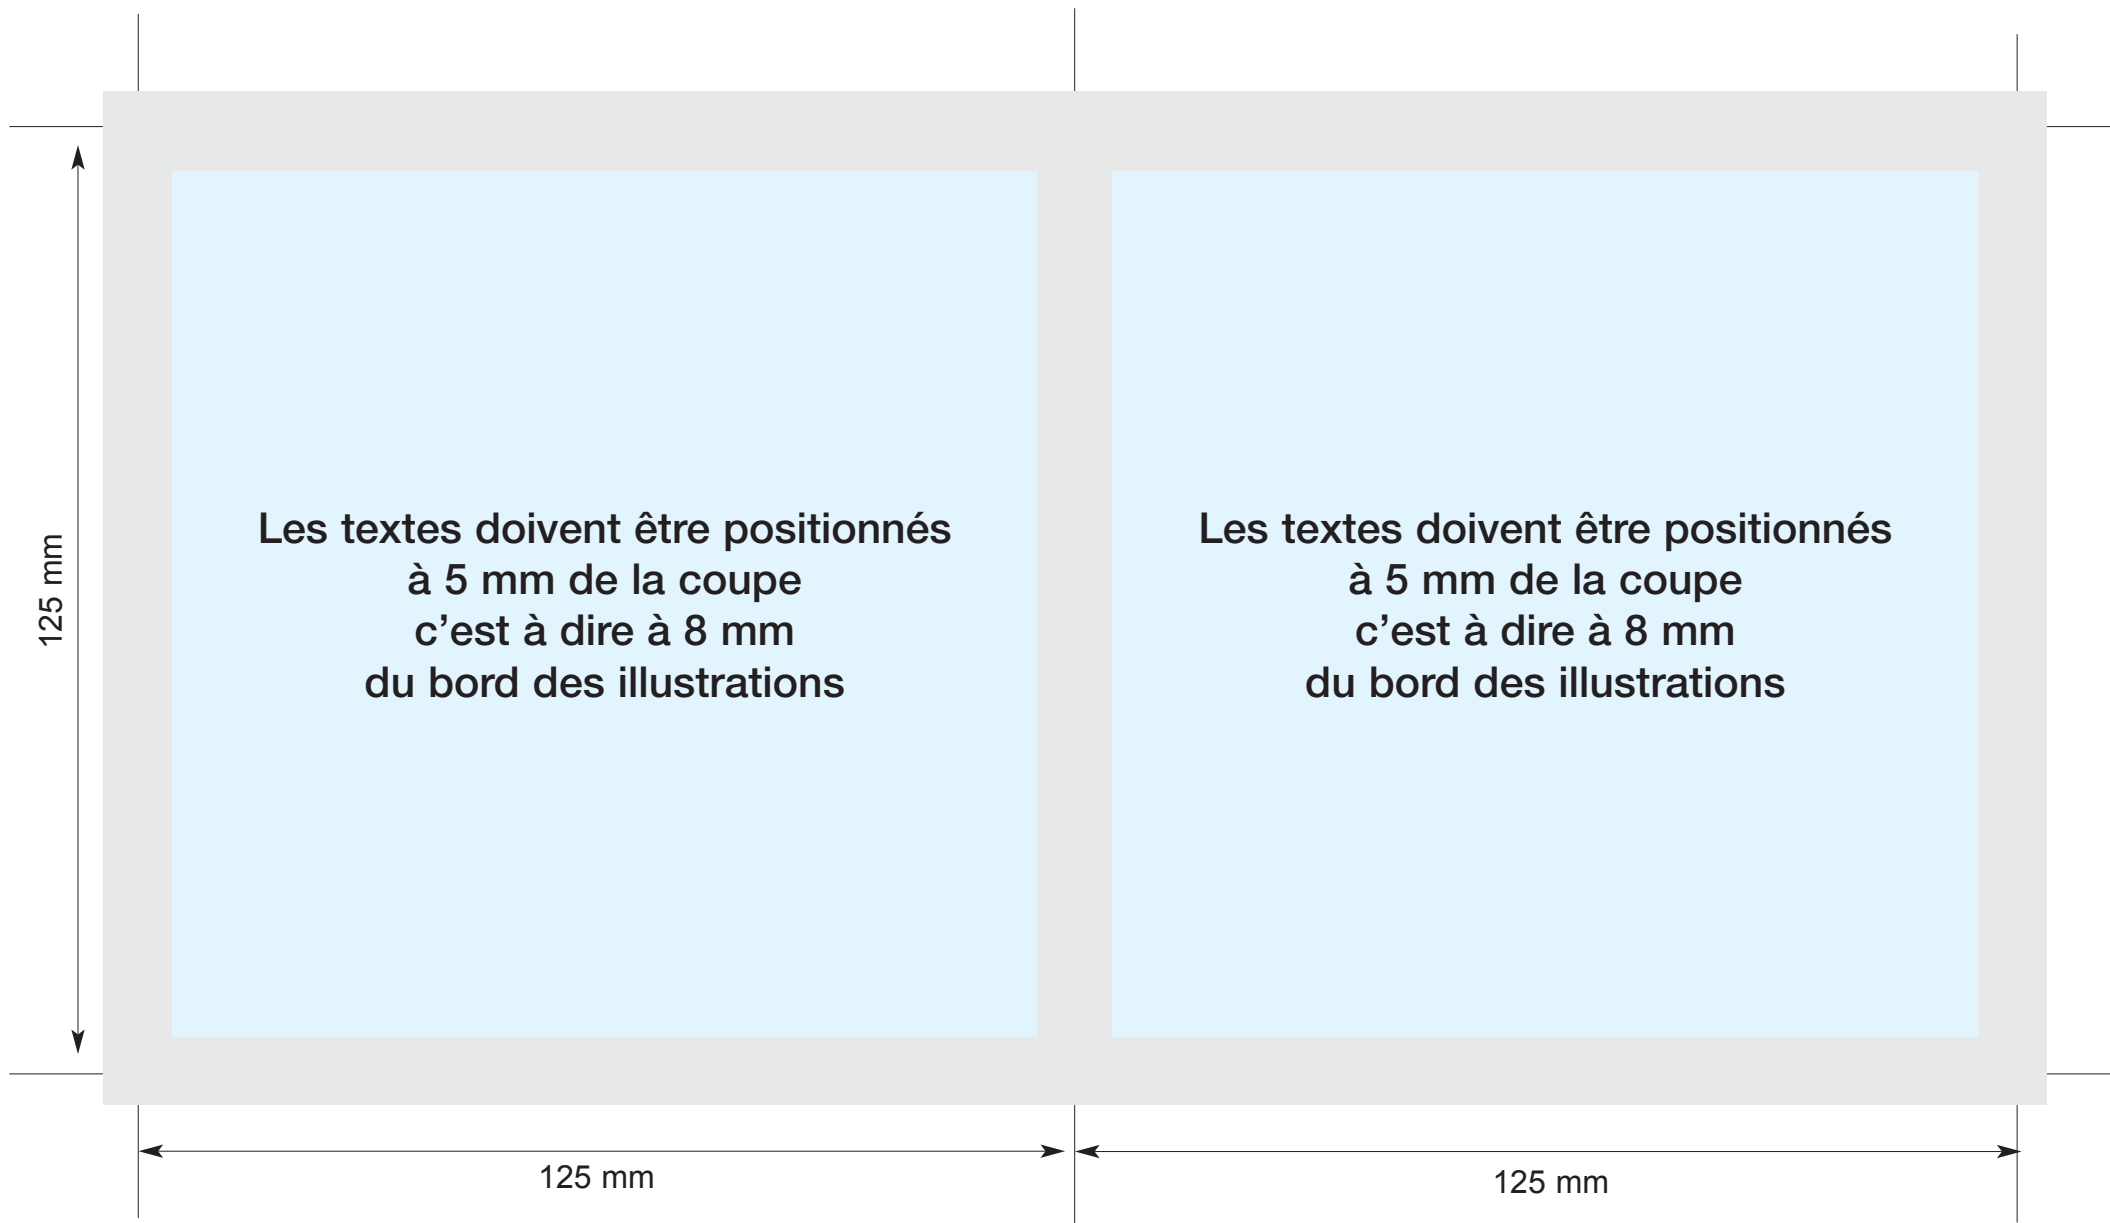 Les textes doivent être positionnés
à 5 mm de la coupe
c’est à dire à 8 mm
du bord des illustrations
Les textes doivent être positionnés
à 5 mm de la coupe
c’est à dire à 8 mm
du bord des illustrations
125 mm
125 mm
125 mm